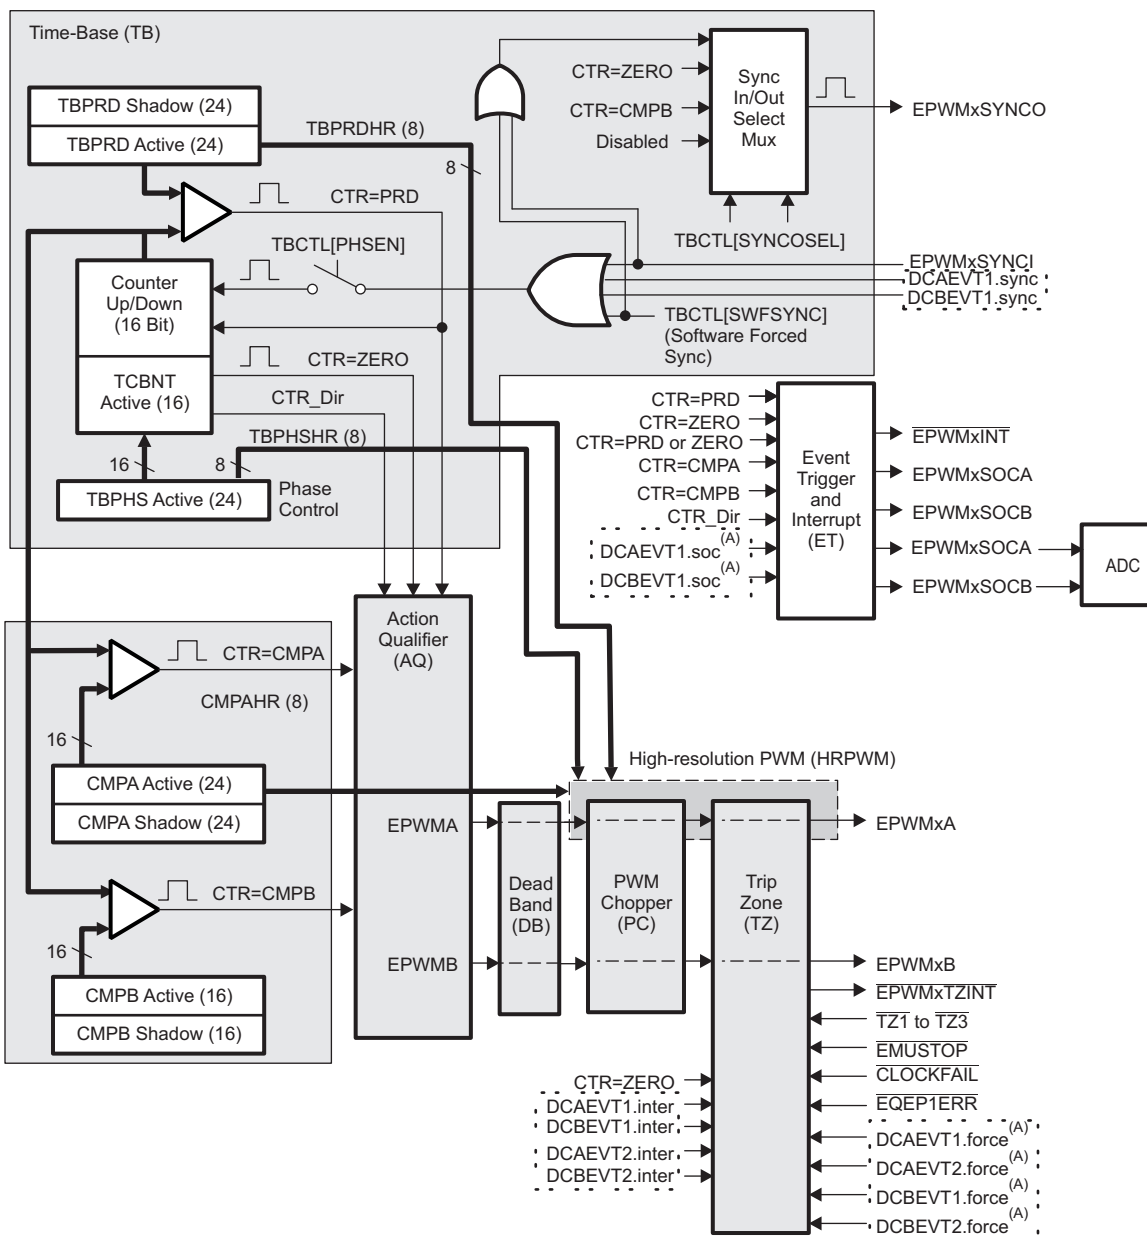 Time-Base (TB)
TBPRD Shadow (24)
TBPRD Active (24)
TBPRDHR (8)
8
CTR=PRD
TBCTL[PHSEN]
Counter
Up/Down
(16 Bit)
TCBNT
Active (16)
CTR=ZERO
CTR_Dir
TBPHSHR (8)
16
8
TBPHS Active (24)
Phase
Control
CTR=ZERO
CTR=CMPB
Disabled
Sync
In/Out
Select
Mux
EPWMxSYNCO
TBCTL[SYNCOSEL]
EPWMxSYNCI
DCAEVT1.sync
DCBEVT1.sync
TBCTL[SWFSYNC]
(Software Forced
Sync)
CTR=PRD
CTR=ZERO
CTR=PRD or ZERO
CTR=CMPA
CTR=CMPB
CTR_Dir
DCAEVT1.soc(A)
DCBEVT1.soc(A)
Event
Trigger
and
Interrupt
(ET)
EPWMxINT
EPWMxSOCA
EPWMxSOCB
EPWMxSOCA
EPWMxSOCB
ADC
Action
Qualifier
(AQ)
CTR=CMPA
CMPAHR (8)
16
CMPA Active (24)
CMPA Shadow (24)
CTR=CMPB
16
CMPB Active (16)
CMPB Shadow (16)
EPWMA
EPWMB
High-resolution PWM (HRPWM)
Dead
Band
(DB)
PWM
Chopper
(PC)
Trip
Zone
(TZ)
EPWMxA
EPWMxB
EPWMxTZINT
TZ1 to TZ3
EMUSTOP
CLOCKFAIL
EQEP1ERR
DCAEVT1.force(A)
DCAEVT2.force(A)
DCBEVT1.force(A)
DCBEVT2.force(A)
CTR=ZERO
DCAEVT1.inter
DCBEVT1.inter
DCAEVT2.inter
DCBEVT2.inter